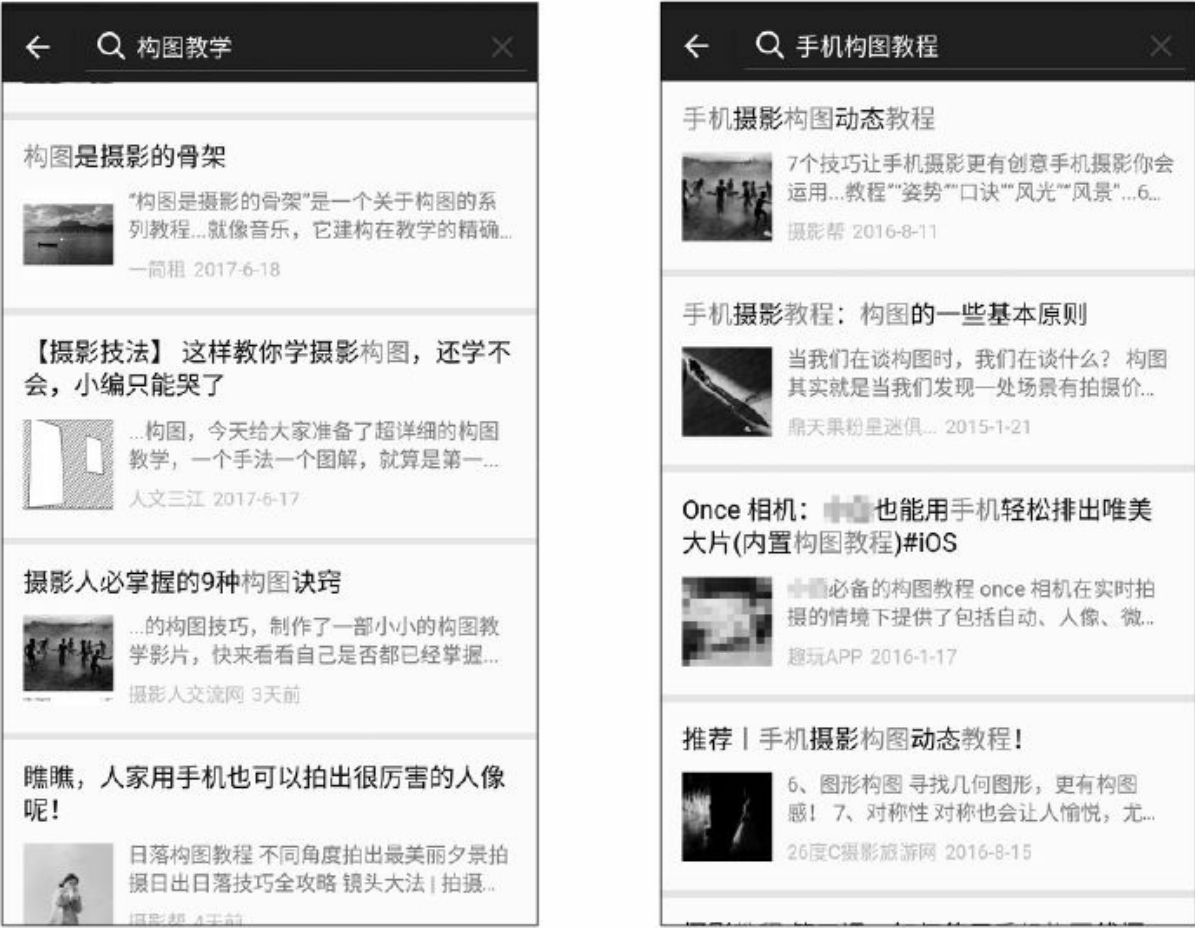 构图教学
构图是摄影的骨架
“构图是摄影的骨架”是一个关于构图的系
列教程...就像音乐，它建构在教学的精确...
一简租 2017-6-18
【摄影技法】 这样教你学摄影构图，还学不
会，小编只能哭了
...构图，今天给大家准备了超详细的构图
教学，一个手法一个图解，就算是第一...
人文三江 2017-6-17
摄影人必掌握的9种构图诀窍
...的构图技巧，制作了一部小小的构图教
学影片，快来看看自己是否都已经掌握...
摄影人交流网 3天前
瞧瞧，人家用手机也可以拍出很厉害的人像
呢！
日落构图教程 不同角度拍出最美丽夕景拍
摄日出日落技巧全攻略 镜头大法 | 拍摄...
摄影帮 4天前
手机构图教程
手机摄影构图动态教程
7个技巧让手机摄影更有创意手机摄影你会
运用...教程”“姿势”“口诀”“风光”“风景”...6...
摄影帮 2016-8-11
手机摄影教程：构图的一些基本原则
当我们在谈构图时，我们在谈什么？ 构图
其实就是当我们发现一处场景有拍摄价...
鼎天果粉星迷俱... 2015-1-21
Once 相机：也能用手机轻松排出唯美
大片(内置构图教程)#iOS
必备的构图教程 once 相机在实时拍
摄的情境下提供了包括自动、人像、微...
趣玩APP 2016-1-17
推荐丨手机摄影构图动态教程！
6、图形构图 寻找几何图形，更有构图
感！ 7、对称性 对称也会让人愉悦，尤...
26度C摄影旅游网 2016-8-15